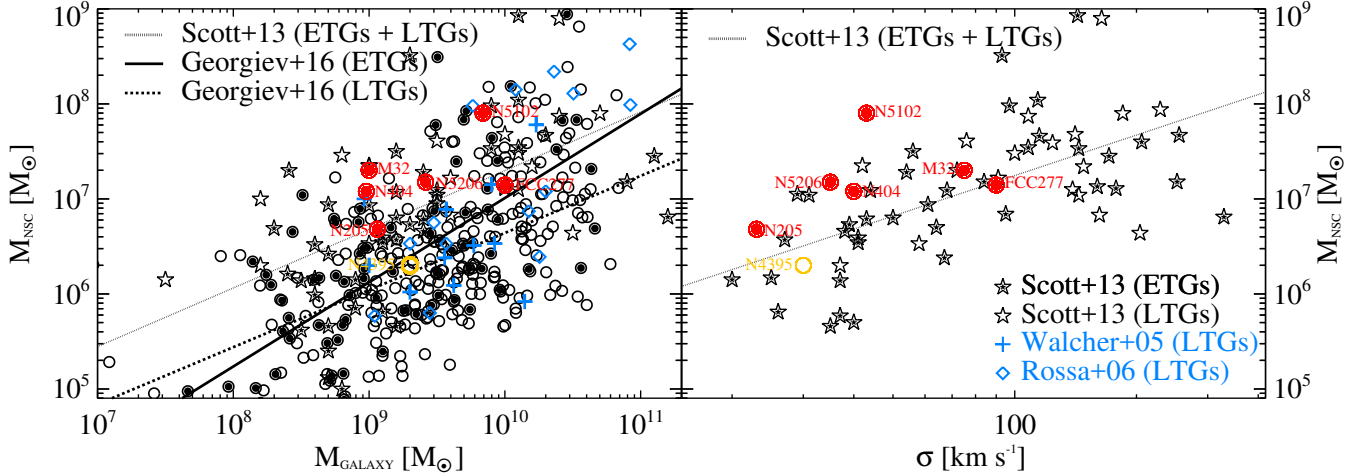 10⁹
10⁸
10⁷
10⁶
10⁵
M_NSC [M☉]
Scott+13 (ETGs + LTGs)
Georgiev+16 (ETGs)
Georgiev+16 (LTGs)
N5102
M32
N5206
FCC277
N404
N205
N4395
10⁷ 10⁸ 10⁹ 10¹⁰ 10¹¹
M_GALAXY [M☉]
Scott+13 (ETGs + LTGs)
N5102
M32
N5206
FCC277
N404
N205
N4395
Scott+13 (ETGs)
Scott+13 (LTGs)
Walcher+05 (LTGs)
Rossa+06 (LTGs)
100
σ [km s⁻¹]
10⁹
10⁸
10⁷
10⁶
10⁵
M_NSC [M☉]